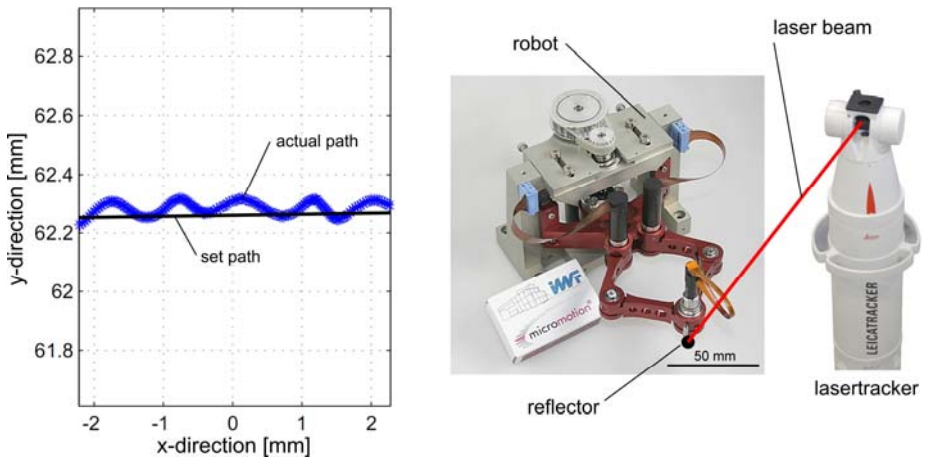 62.8
62.6
62.4
62.2
62
61.8
y-direction [mm]
-2
-1
0
1
2
x-direction [mm]
actual path
set path
robot
laser beam
iWF
micromotion
50 mm
reflector
LEICATRACKER
lasertracker